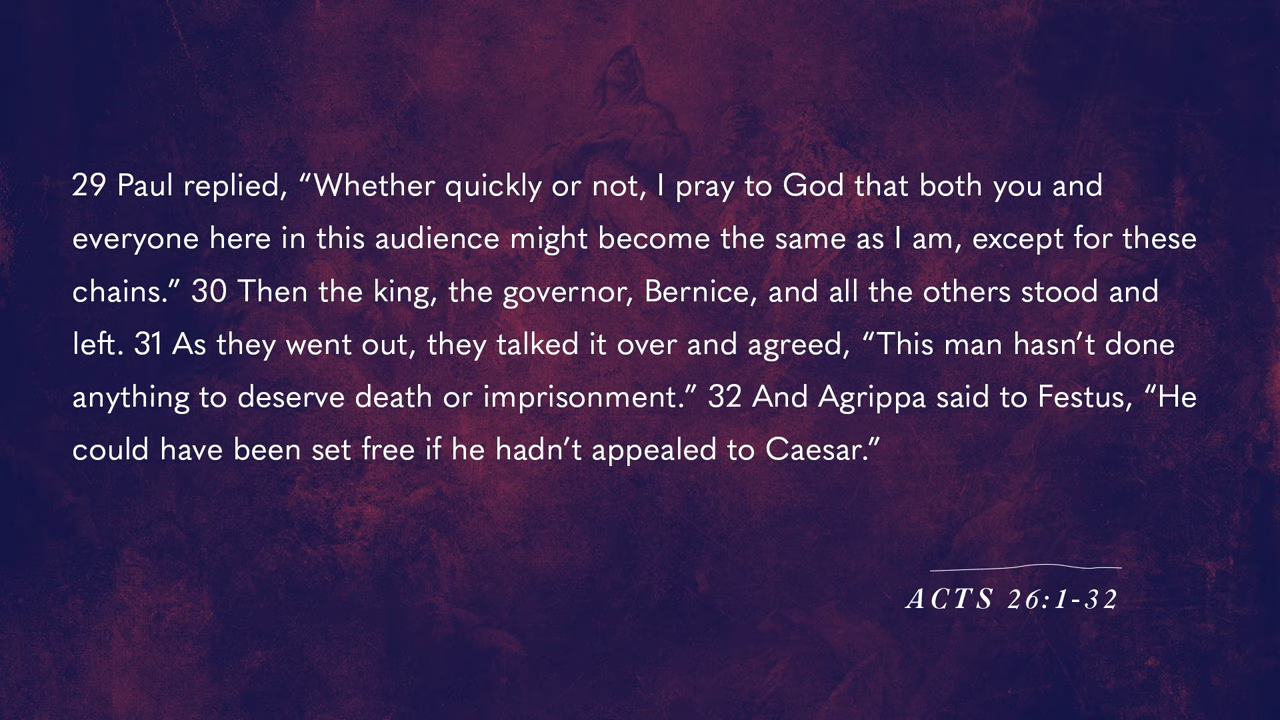 29 Paul replied, “Whether quickly or not, I pray to God that both you and
everyone here in this audience might become the same as I am, except for these
chains.” 30 Then the king, the governor, Bernice, and all the others stood and
left. 31 As they went out, they talked it over and agreed, “This man hasn’t done
anything to deserve death or imprisonment.” 32 And Agrippa said to Festus, “He
could have been set free if he hadn’t appealed to Caesar.”
ACTS 26:1-32